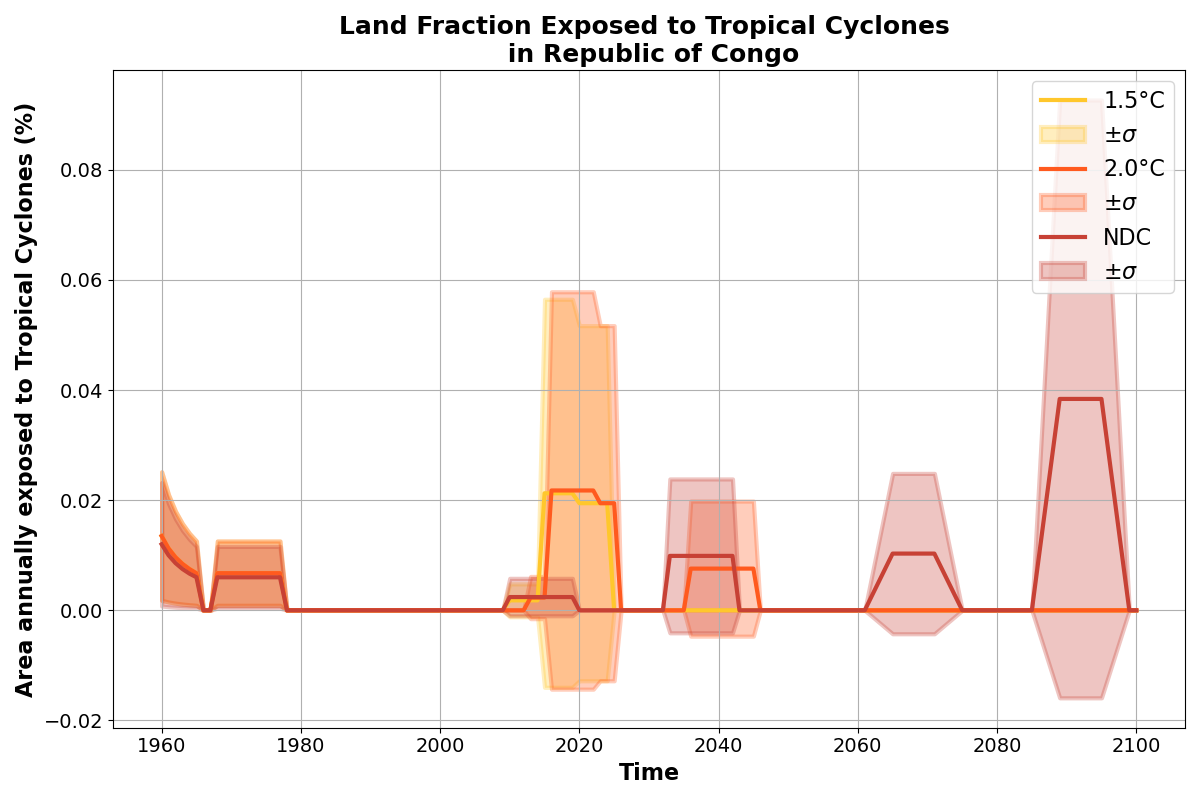 Land Fraction Exposed to Tropical Cyclones
in Republic of Congo
Area annually exposed to Tropical Cyclones (%)
0.08
0.06
0.04
0.02
0.00
−0.02
1960
1980
2000
2020
2040
2060
2080
2100
Time
1.5°C
±σ
2.0°C
±σ
NDC
±σ